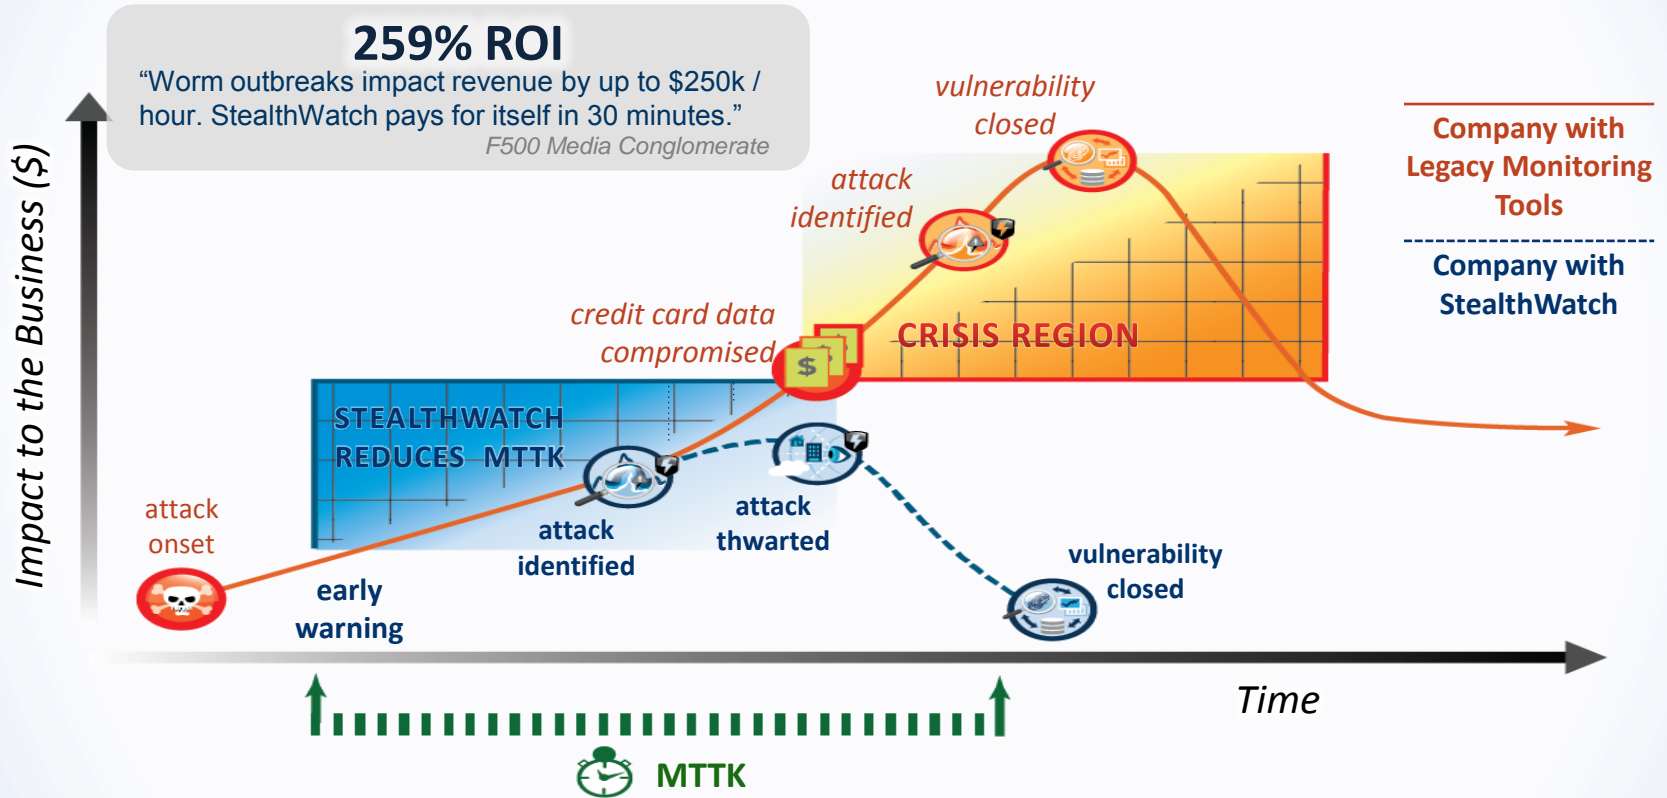 259% ROI
“Worm outbreaks impact revenue by up to $250k /
hour. StealthWatch pays for itself in 30 minutes.”
F500 Media Conglomerate
Impact to the Business ($)
vulnerability
closed
attack
identified
credit card data
compromised
CRISIS REGION
Company with
Legacy Monitoring
Tools
Company with
StealthWatch
STEALTHWATCH
REDUCES MTTK
$
$
attack
onset
early
warning
attack
identified
attack
thwarted
vulnerability
closed
Time
MTTK